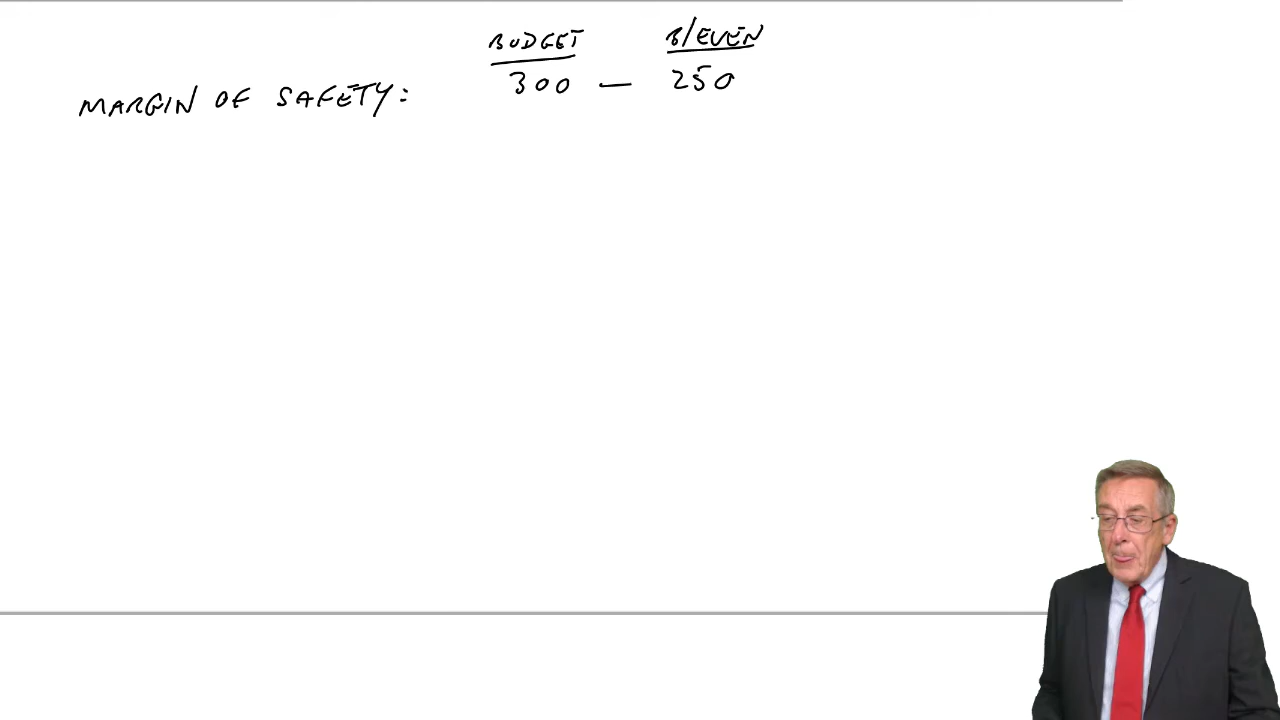 BUDGET B/EVEN
MARGIN OF SAFETY: 300 — 250